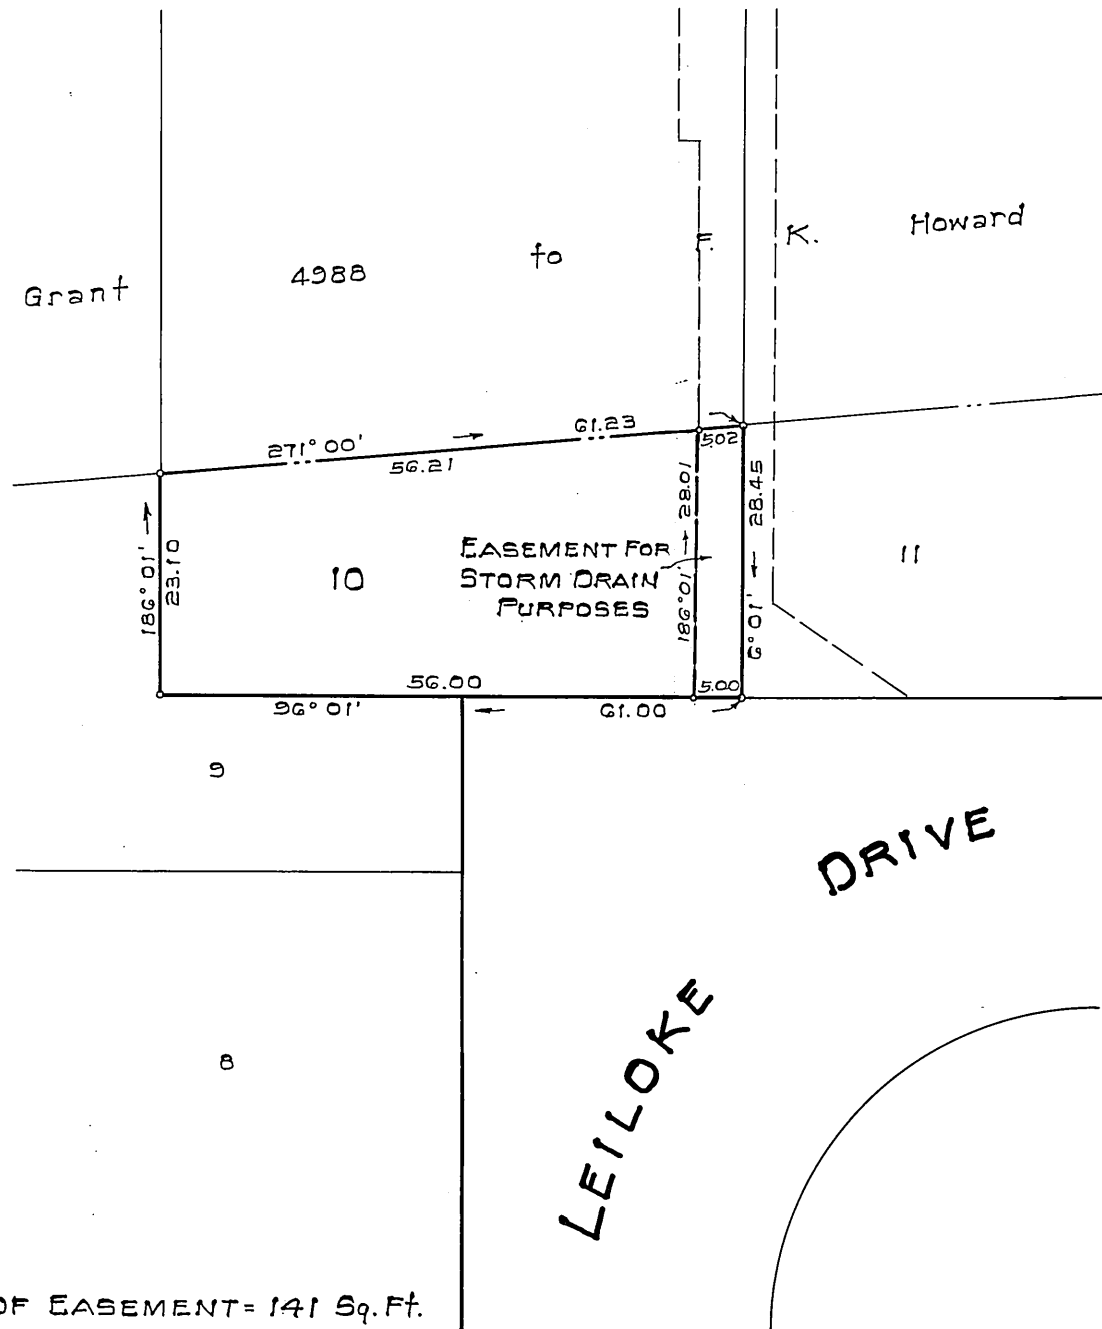 Grant 4988 to F. K. Howard
271° 00'
61.23
56.21
5.02
186° 01'
23.10
10
EASEMENT FOR
STORM DRAIN
PURPOSES
186° 01'
28.01
28.45
6° 01'
11
56.00
5.00
96° 01'
61.00
9
DRIVE
LEILOKE
8
OF EASEMENT = 141 Sq. Ft.